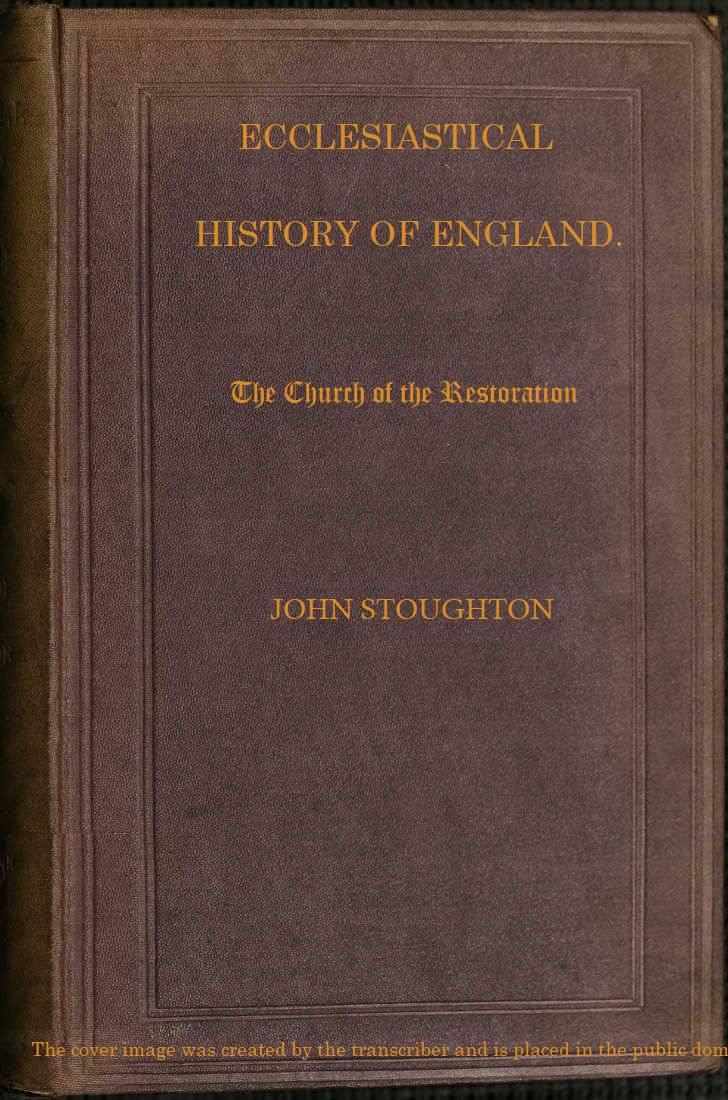 ECCLESIASTICAL
HISTORY OF ENGLAND.
The Church of the Restoration
JOHN STOUGHTON
The cover image was created by the transcriber and is placed in the public dom